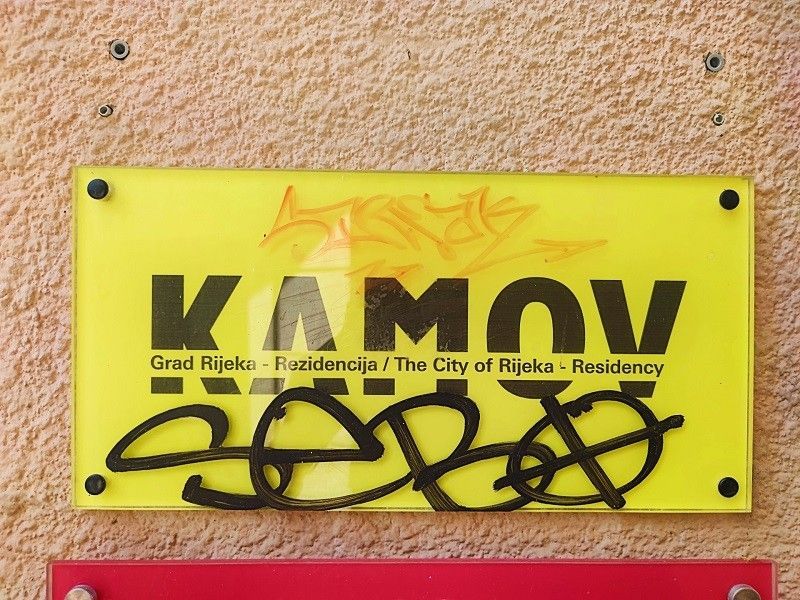 KAMOV
Grad Rijeka - Rezidencija / The City of Rijeka - Residency